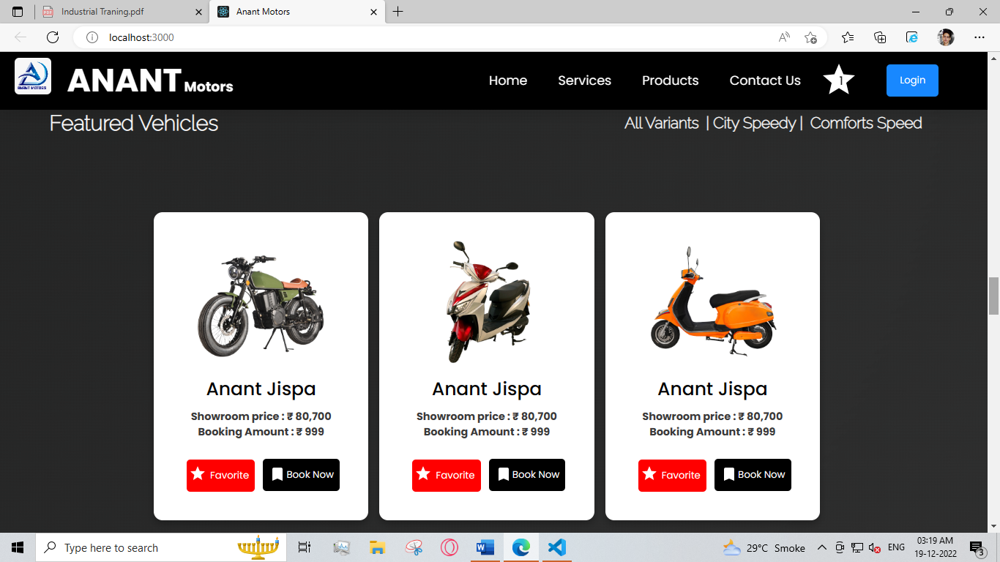 Industrial Traning.pdf
Anant Motors
localhost:3000
ANANT MOTORS
ANANT Motors
Home
Services
Products
Contact Us
1
Login
Featured Vehicles
All Variants | City Speedy | Comforts Speed
Anant Jispa
Showroom price : ₹ 80,700
Booking Amount : ₹ 999
Favorite
Book Now
Anant Jispa
Showroom price : ₹ 80,700
Booking Amount : ₹ 999
Favorite
Book Now
Anant Jispa
Showroom price : ₹ 80,700
Booking Amount : ₹ 999
Favorite
Book Now
Type here to search
29°C Smoke
ENG
03:19 AM
19-12-2022
3